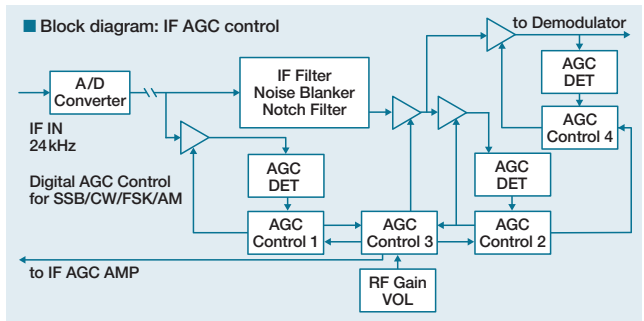 Block diagram: IF AGC control
to Demodulator
A/D
Converter
IF Filter
Noise Blanker
Notch Filter
AGC
DET
IF IN
24kHz
AGC
Control 4
Digital AGC Control
for SSB/CW/FSK/AM
AGC
DET
AGC
DET
AGC
Control 1
AGC
Control 3
AGC
Control 2
to IF AGC AMP
RF Gain
VOL